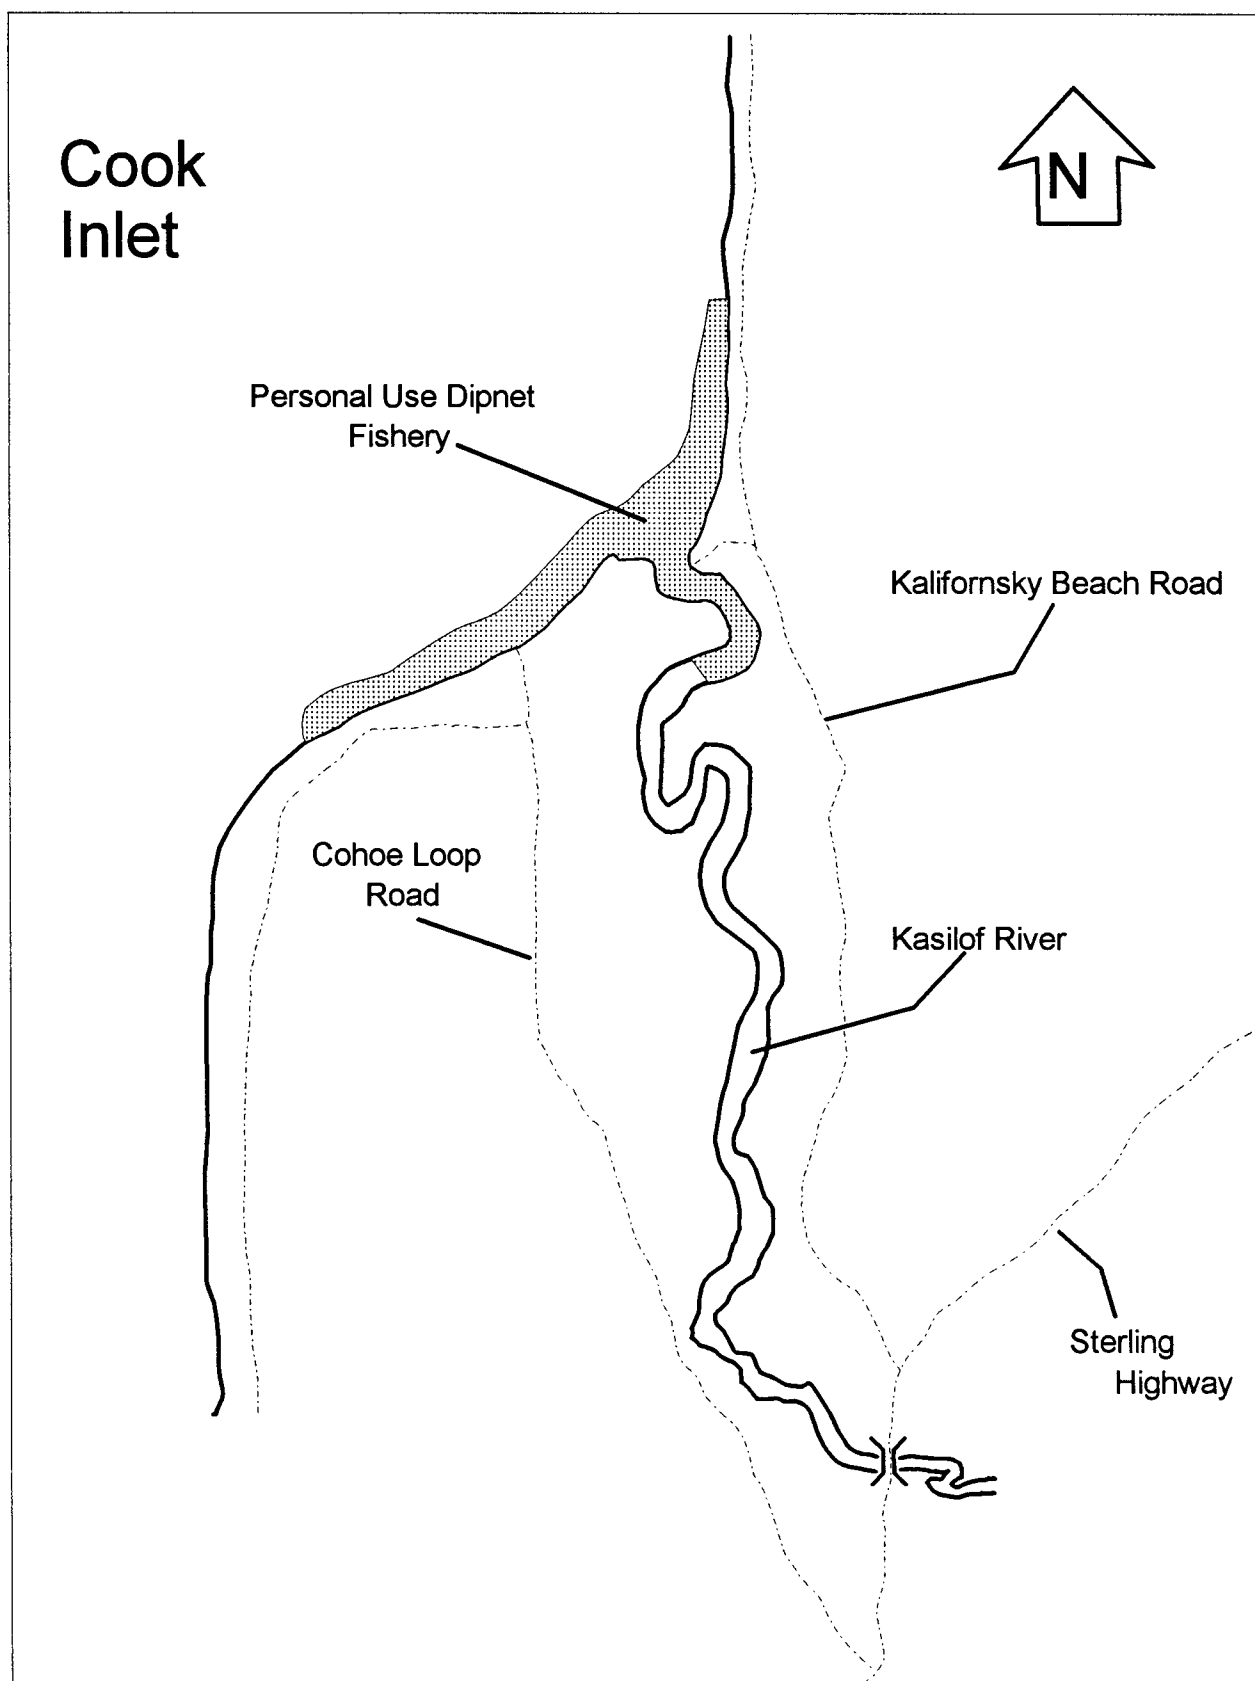 Cook
Inlet
N
Personal Use Dipnet
Fishery
Kalifornsky Beach Road
Cohoe Loop
Road
Kasilof River
Sterling
Highway